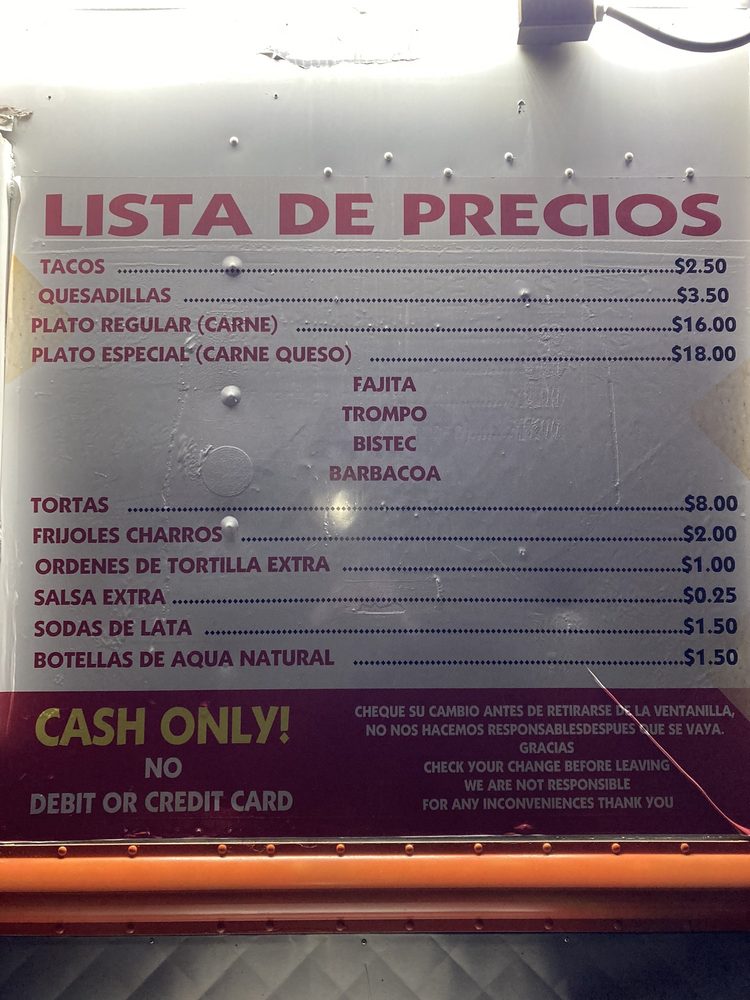 LISTA DE PRECIOS
TACOS ........................ $2.50
QUESADILLAS ........................ $3.50
PLATO REGULAR (CARNE) ........................ $16.00
PLATO ESPECIAL (CARNE QUESO) ........................ $18.00
FAJITA
TROMPO
BISTEC
BARBACOA
TORTAS ........................ $8.00
FRIJOLES CHARROS ........................ $2.00
ORDENES DE TORTILLA EXTRA ........................ $1.00
SALSA EXTRA ........................ $0.25
SODAS DE LATA ........................ $1.50
BOTELLAS DE AQUA NATURAL ........................ $1.50
CASH ONLY!
NO
DEBIT OR CREDIT CARD
CHEQUE SU CAMBIO ANTES DE RETIRARSE DE LA VENTANILLA,
NO NOS HACEMOS RESPONSABLESDESPUES QUE SE VAYA.
GRACIAS
CHECK YOUR CHANGE BEFORE LEAVING
WE ARE NOT RESPONSIBLE
FOR ANY INCONVENIENCES THANK YOU